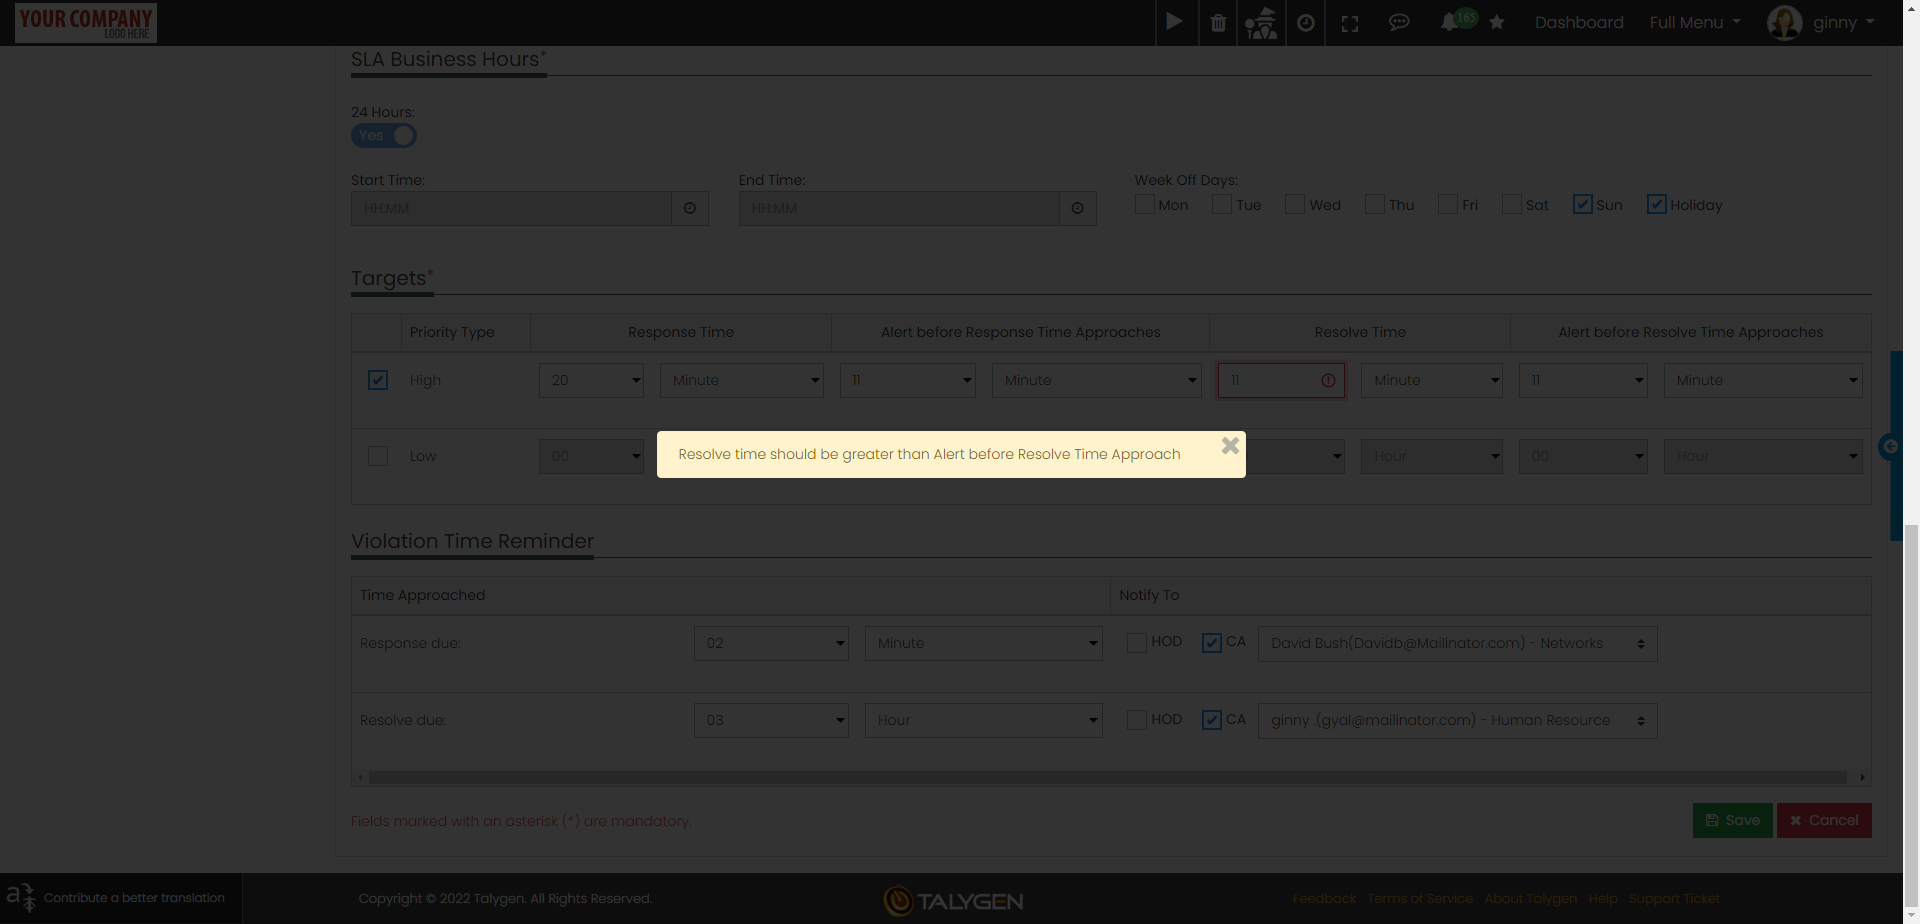 YOUR COMPANY
LOGO HERE
165
Dashboard
Full Menu
ginny
SLA Business Hours*
24 Hours:
Yes
Start Time:
End Time:
Week Off Days:
HH:MM
HH:MM
Mon Tue Wed Thu Fri Sat Sun Holiday
Targets*
Priority Type Response Time Alert before Response Time Approaches Resolve Time Alert before Resolve Time Approaches
High 20 Minute 11 Minute 11 Minute 11 Minute
Low 00 Hour 00 Hour
Resolve time should be greater than Alert before Resolve Time Approach
Violation Time Reminder
Time Approached Notify To
Response due: 02 Minute HOD CA David Bush(Davidb@Mailinator.com) - Networks
Resolve due: 03 Hour HOD CA ginny .(gyal@mailinator.com) - Human Resource
Fields marked with an asterisk (*) are mandatory.
Save Cancel
Contribute a better translation
Copyright © 2022 Talygen. All Rights Reserved.
TALYGEN
Feedback Terms of Service About Talygen Help Support Ticket